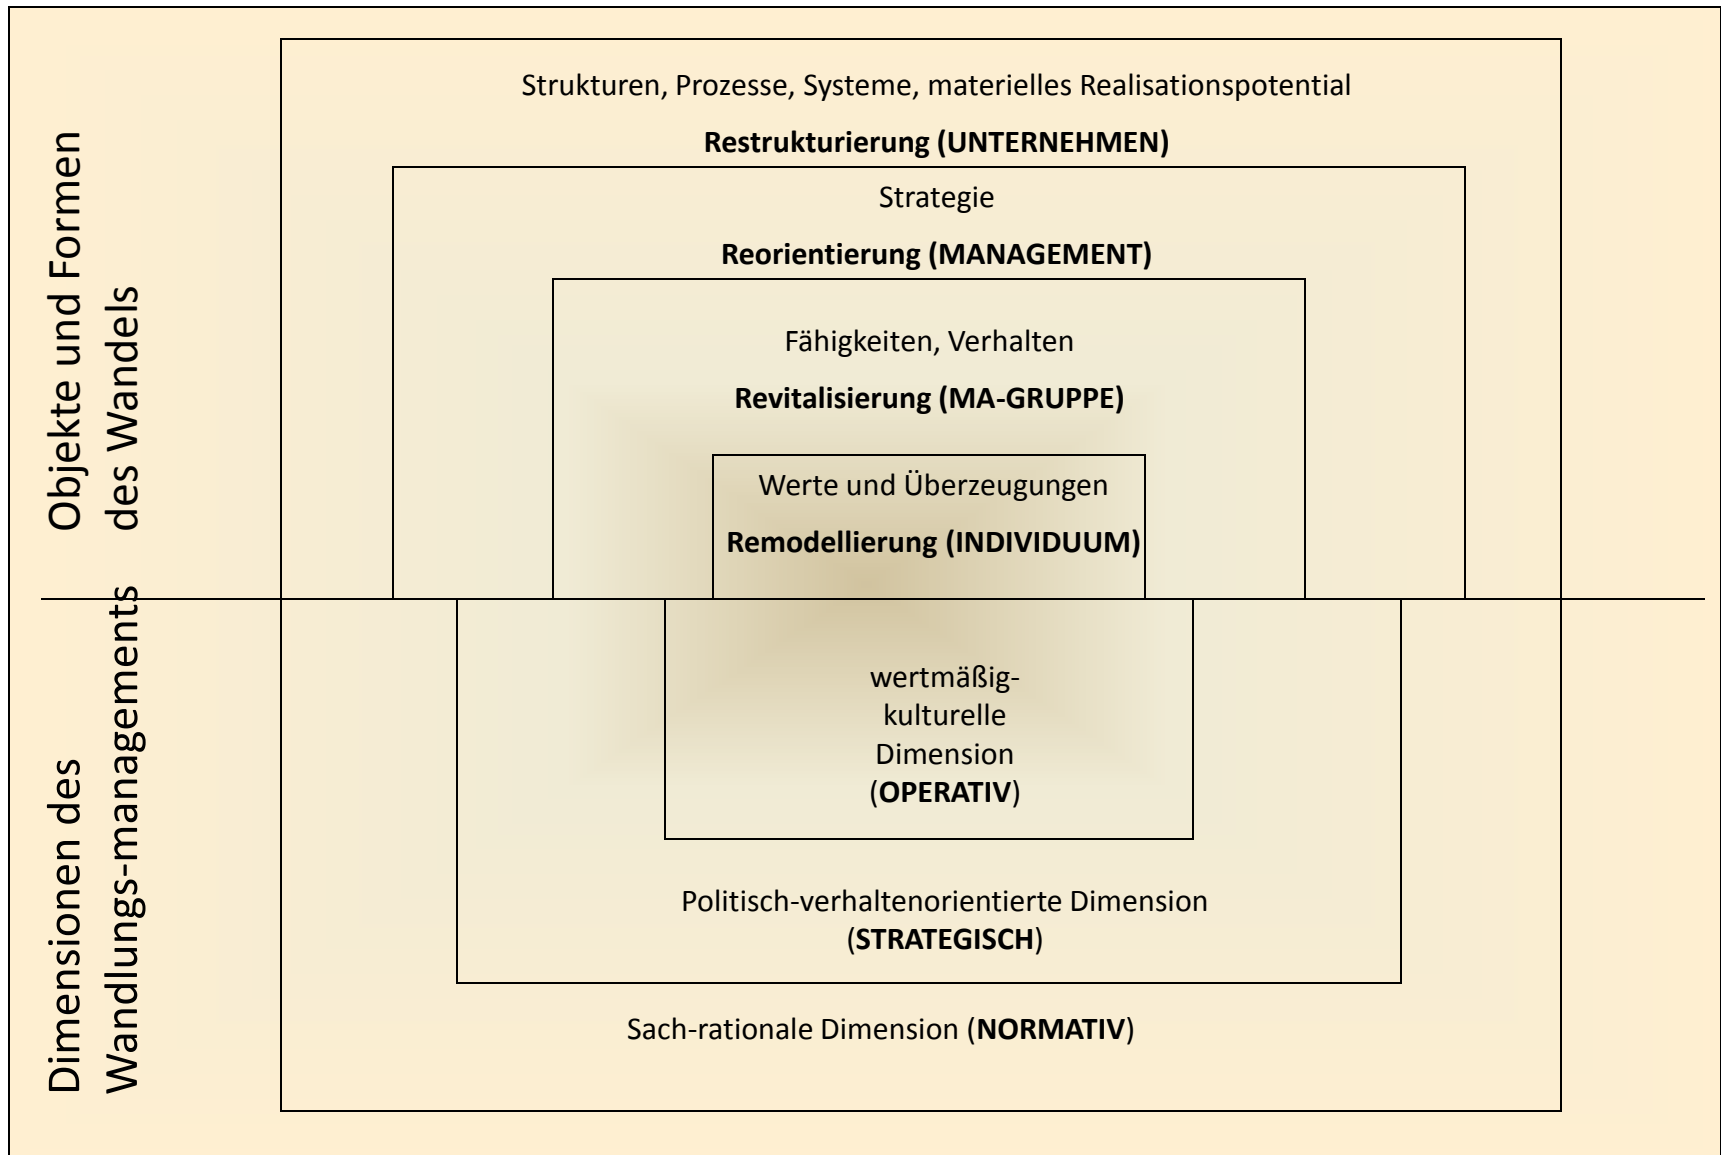 Objekte und Formen
des Wandels
Strukturen, Prozesse, Systeme, materielles Realisationspotential
Restrukturierung (UNTERNEHMEN)
Strategie
Reorientierung (MANAGEMENT)
Fähigkeiten, Verhalten
Revitalisierung (MA-GRUPPE)
Werte und Überzeugungen
Remodellierung (INDIVIDUUM)
Dimensionen des
Wandlungs-managements
wertmäßig-
kulturelle
Dimension
(OPERATIV)
Politisch-verhaltenorientierte Dimension
(STRATEGISCH)
Sach-rationale Dimension (NORMATIV)